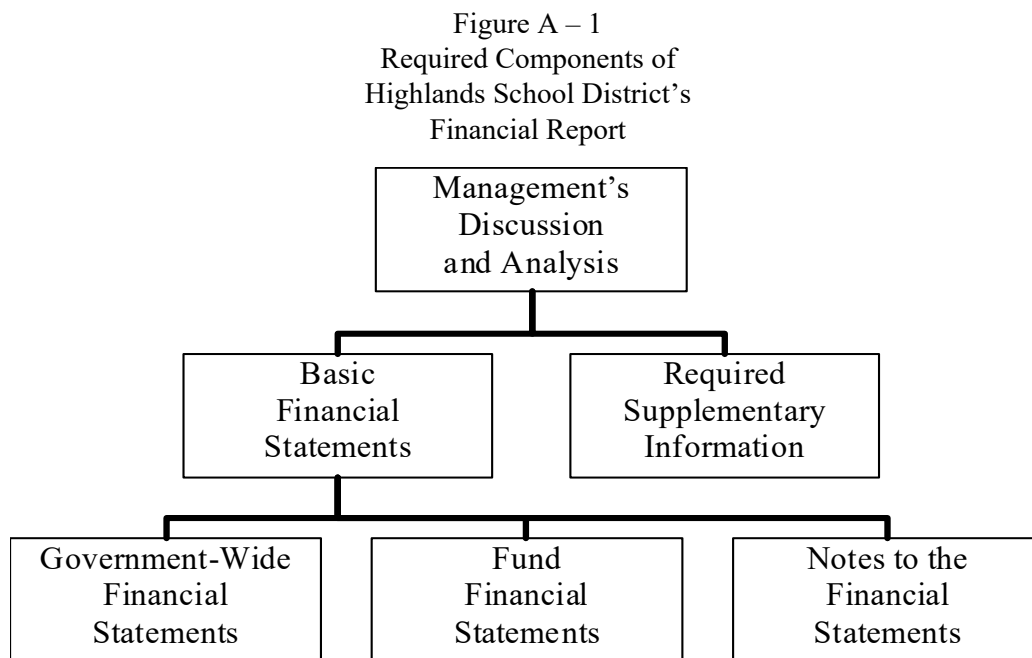 Figure A – 1
Required Components of
Highlands School District’s
Financial Report
Management’s
Discussion
and Analysis
Basic
Financial
Statements
Required
Supplementary
Information
Government-Wide
Financial
Statements
Fund
Financial
Statements
Notes to the
Financial
Statements